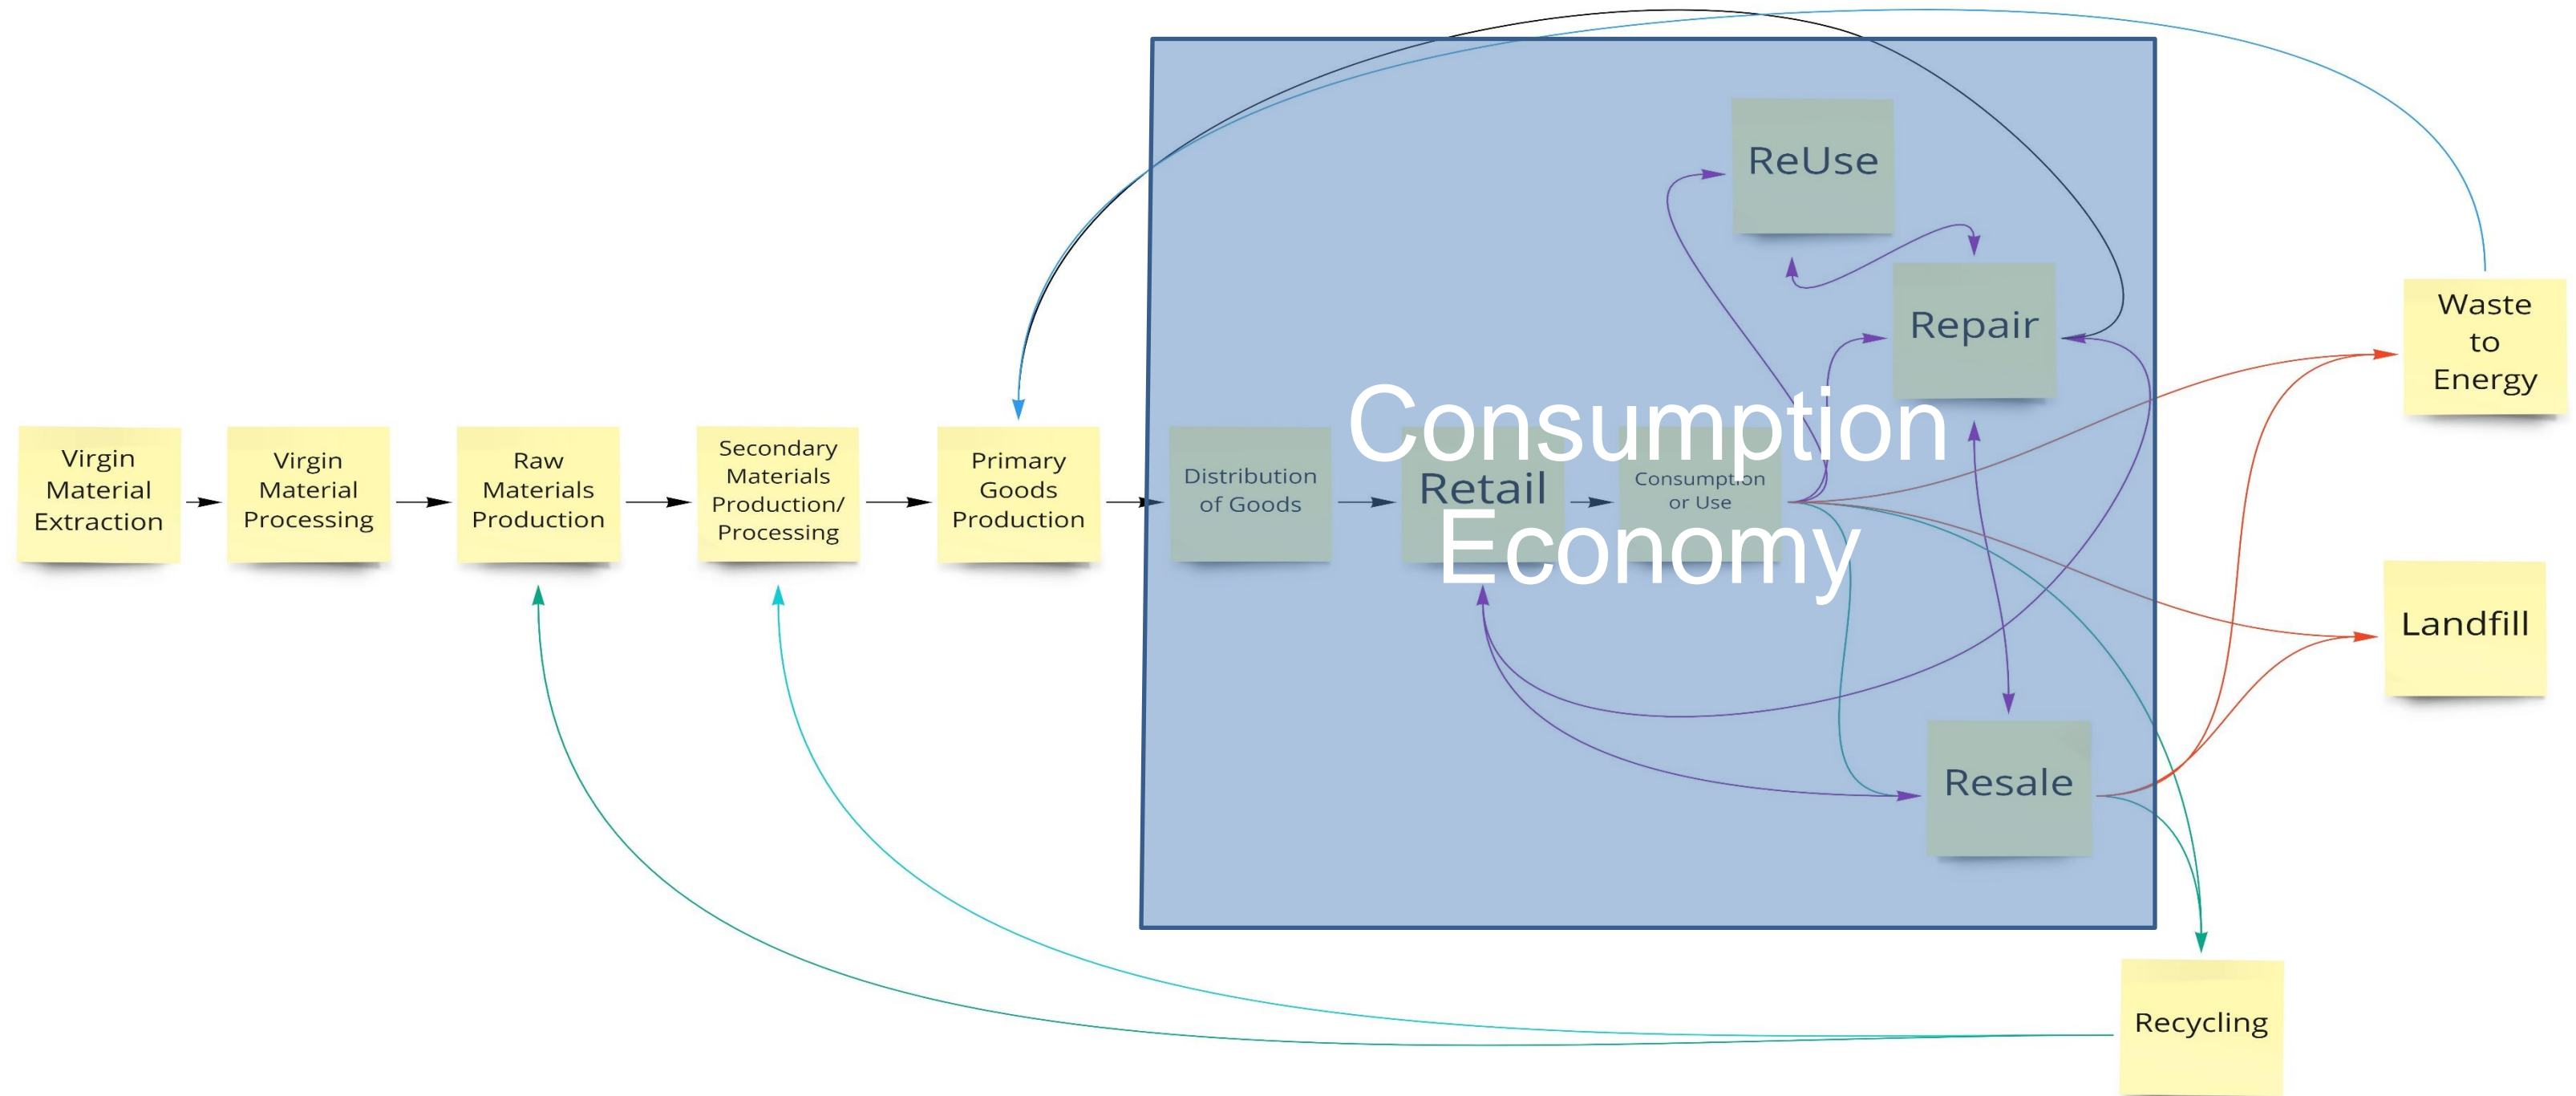 ReUse
Repair
Waste
to
Energy
Consumption
Economy
Virgin
Material
Extraction
Virgin
Material
Processing
Raw
Materials
Production
Secondary
Materials
Production/
Processing
Primary
Goods
Production
Distribution
of Goods
Retail
Consumption
or Use
Landfill
Resale
Recycling